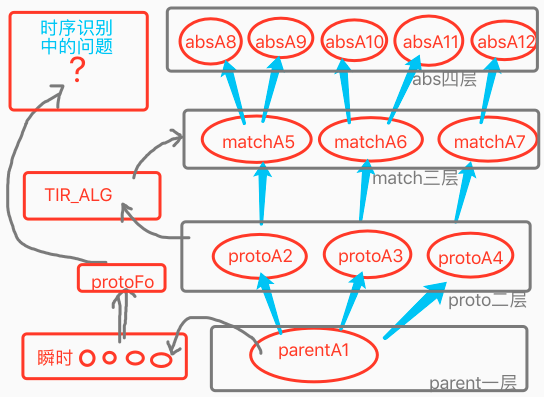 时序识别
中的问题
?
absA8 absA9 absA10 absA11 absA12
abs四层
matchA5 matchA6 matchA7
match三层
TIR_ALG
protoA2 protoA3 protoA4
proto二层
protoFo
瞬时
parentA1
parent一层